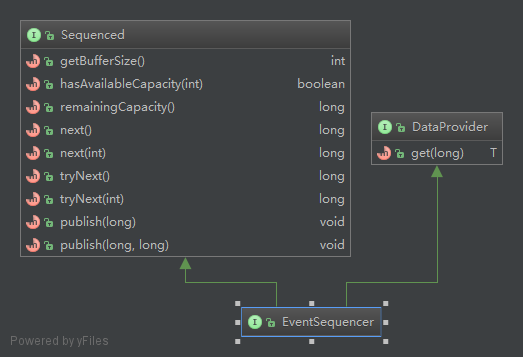 Sequenced
getBufferSize() int
hasAvailableCapacity(int) boolean
remainingCapacity() long
next() long
next(int) long
tryNext() long
tryNext(int) long
publish(long) void
publish(long, long) void
DataProvider
get(long) T
EventSequencer
Powered by yFiles